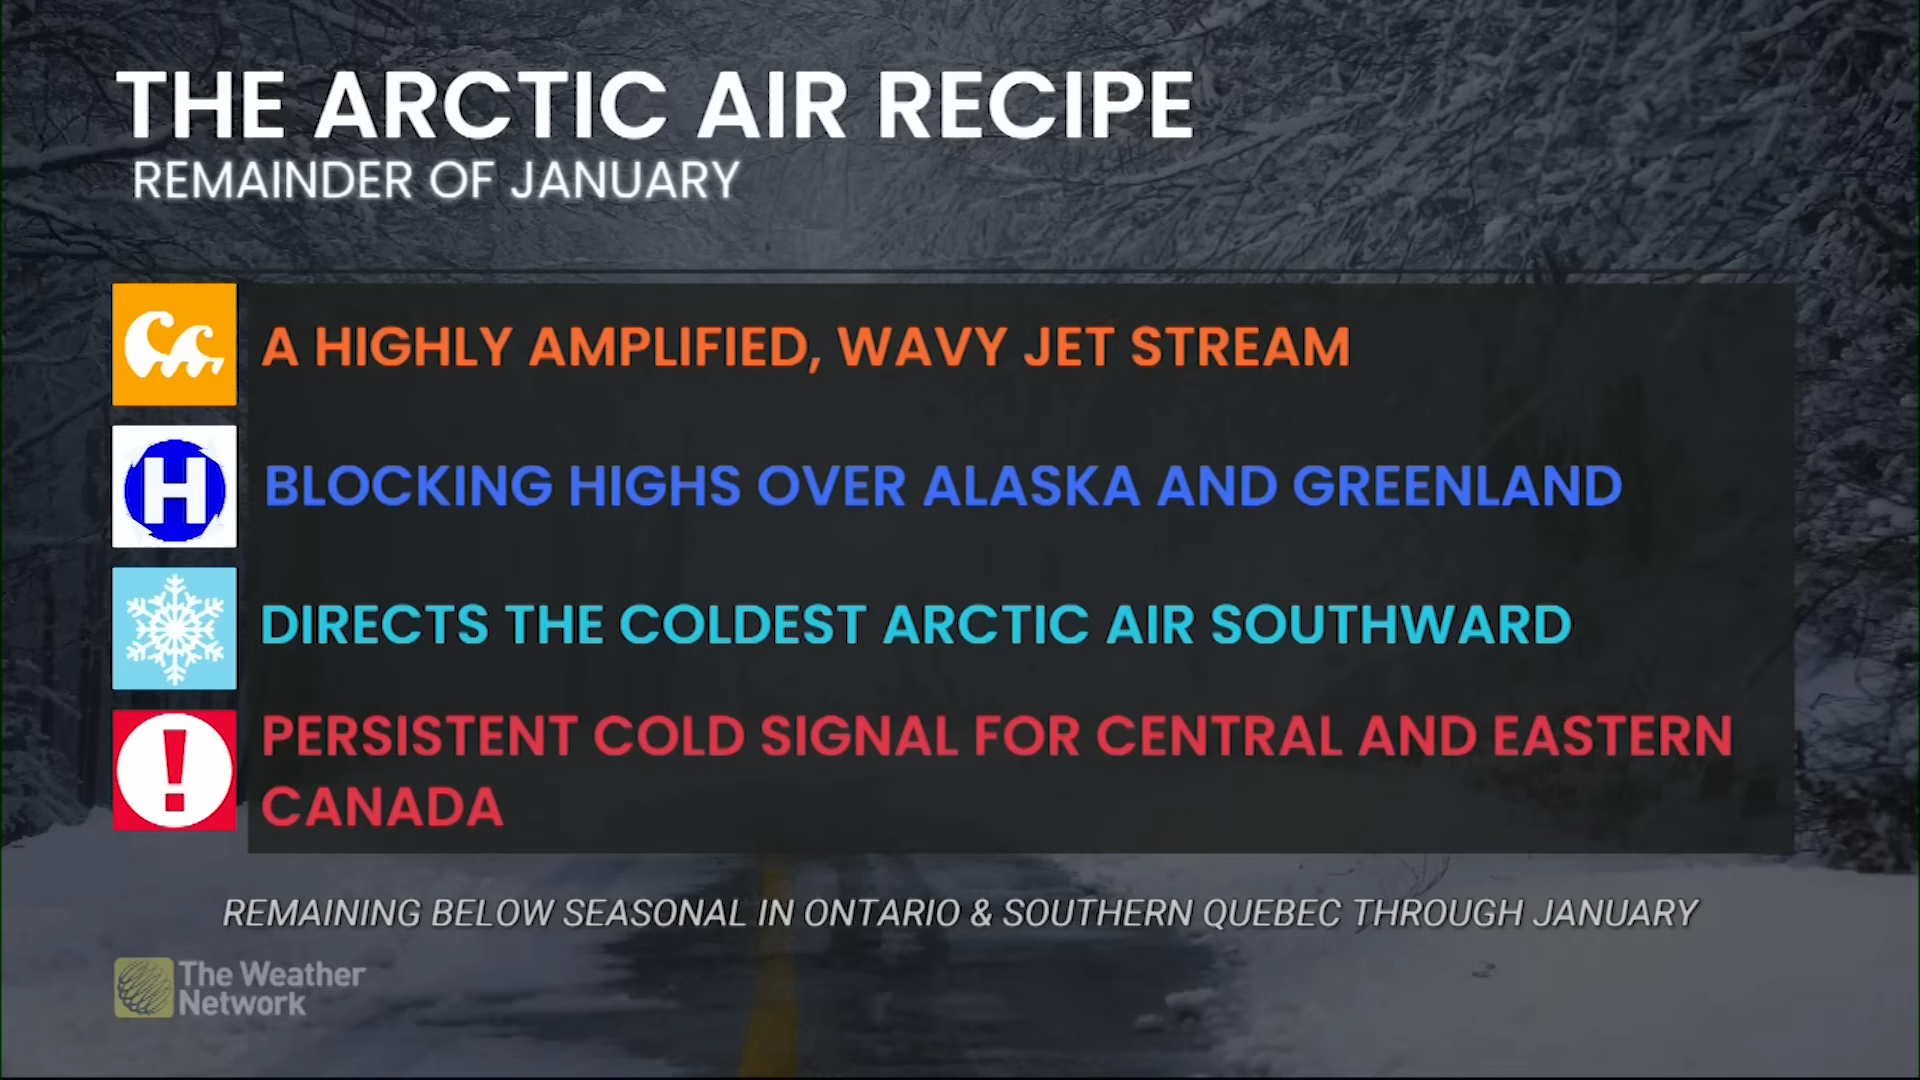 THE ARCTIC AIR RECIPE
REMAINDER OF JANUARY
A HIGHLY AMPLIFIED, WAVY JET STREAM
H
BLOCKING HIGHS OVER ALASKA AND GREENLAND
DIRECTS THE COLDEST ARCTIC AIR SOUTHWARD
!
PERSISTENT COLD SIGNAL FOR CENTRAL AND EASTERN
CANADA
REMAINING BELOW SEASONAL IN ONTARIO & SOUTHERN QUEBEC THROUGH JANUARY
The Weather
Network